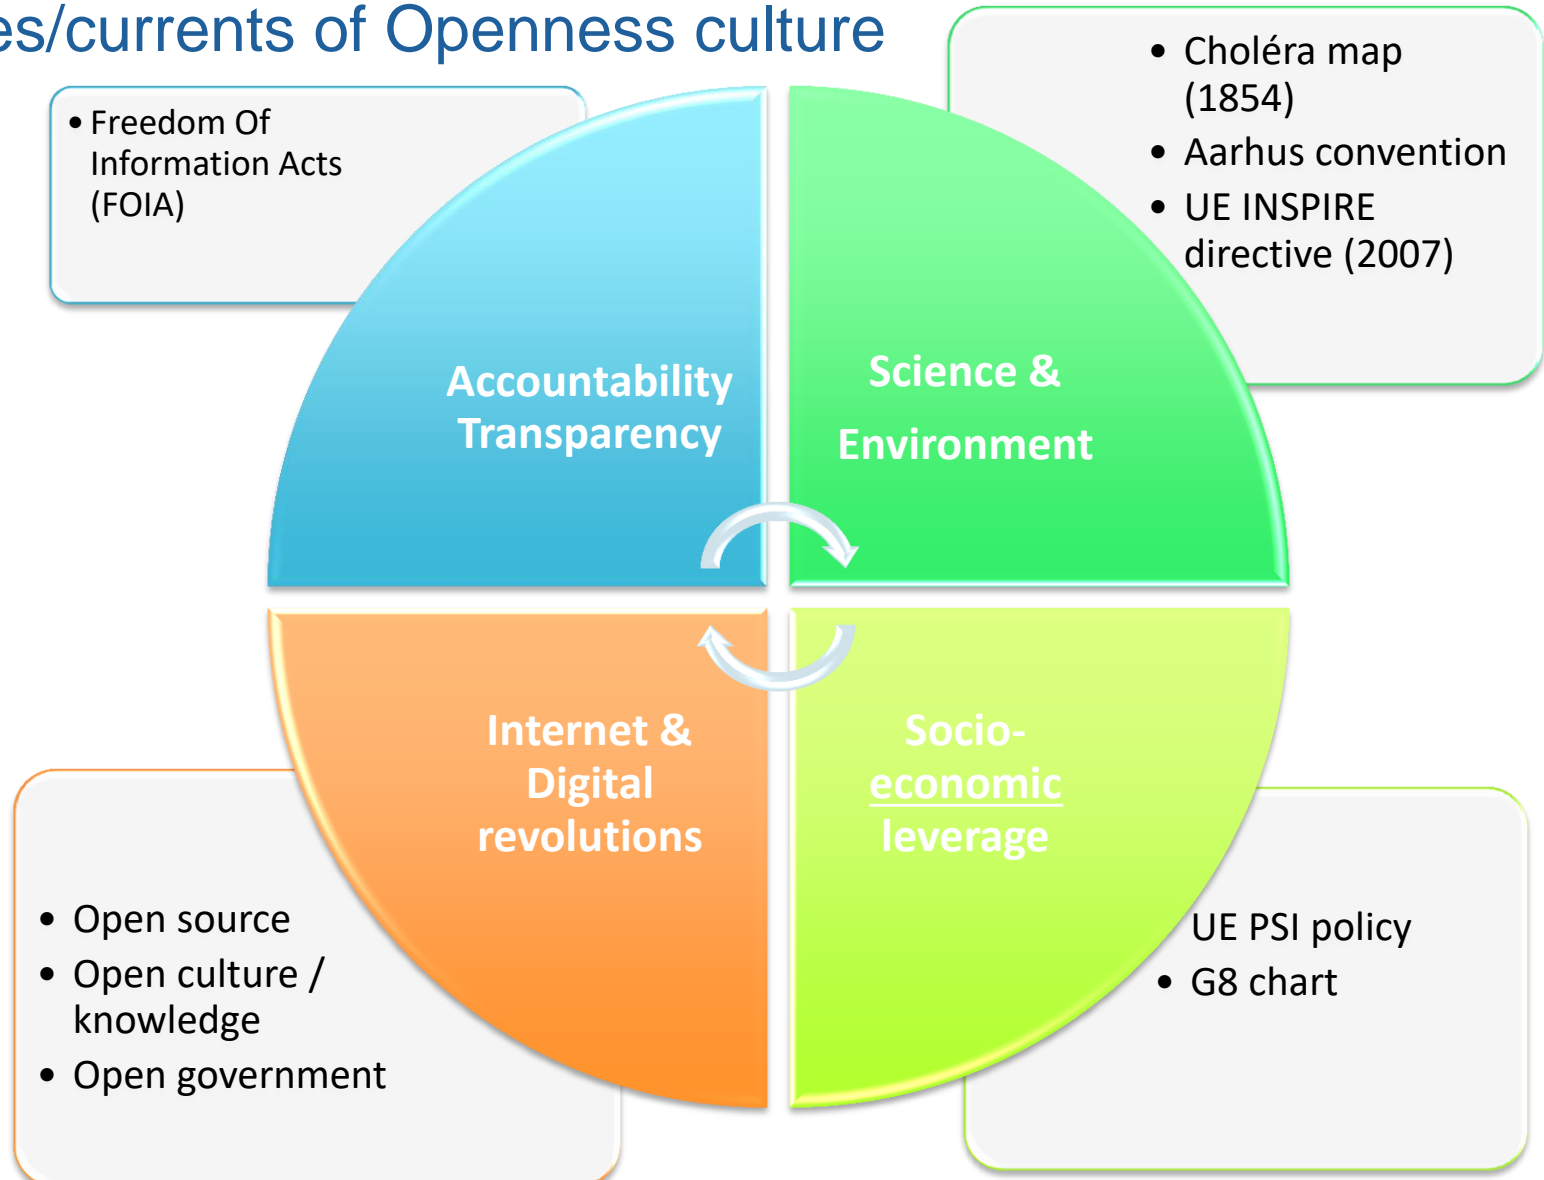 es/currents of Openness culture
• Freedom Of
Information Acts
(FOIA)
• Choléra map
(1854)
• Aarhus convention
• UE INSPIRE
directive (2007)
Accountability
Transparency
Science &
Environment
Internet &
Digital
revolutions
Socio-
economic
leverage
• Open source
• Open culture /
knowledge
• Open government
UE PSI policy
• G8 chart